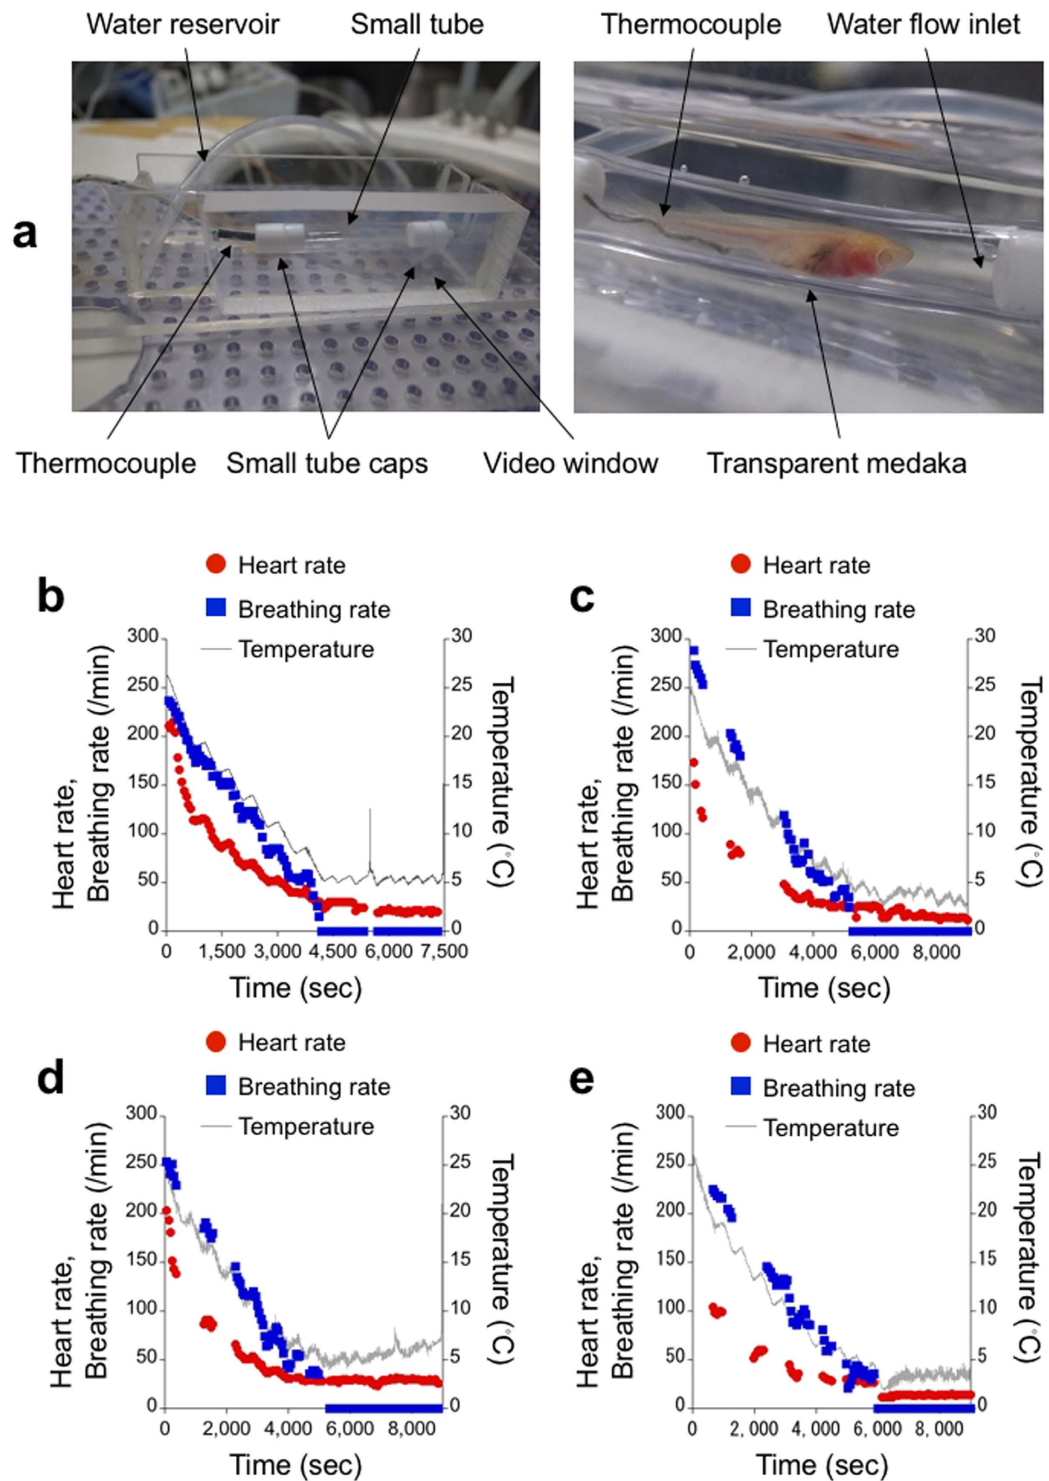 Water reservoir Small tube Thermocouple Water flow inlet
a
Thermocouple Small tube caps Video window Transparent medaka
b
Heart rate
Breathing rate
Temperature
Heart rate,
Breathing rate (/min)
300
250
200
150
100
50
0
30
25
20
15
10
5
0
Temperature (°C)
0 1,500 3,000 4,500 6,000 7,500
Time (sec)
c
Heart rate
Breathing rate
Temperature
Heart rate,
Breathing rate (/min)
300
250
200
150
100
50
0
30
25
20
15
10
5
0
Temperature (°C)
0 2,000 4,000 6,000 8,000
Time (sec)
d
Heart rate
Breathing rate
Temperature
Heart rate,
Breathing rate (/min)
300
250
200
150
100
50
0
30
25
20
15
10
5
0
Temperature (°C)
0 2,000 4,000 6,000 8,000
Time (sec)
e
Heart rate
Breathing rate
Temperature
Heart rate,
Breathing rate (/min)
300
250
200
150
100
50
0
30
25
20
15
10
5
0
Temperature (°C)
0 2,000 4,000 6,000 8,000
Time (sec)